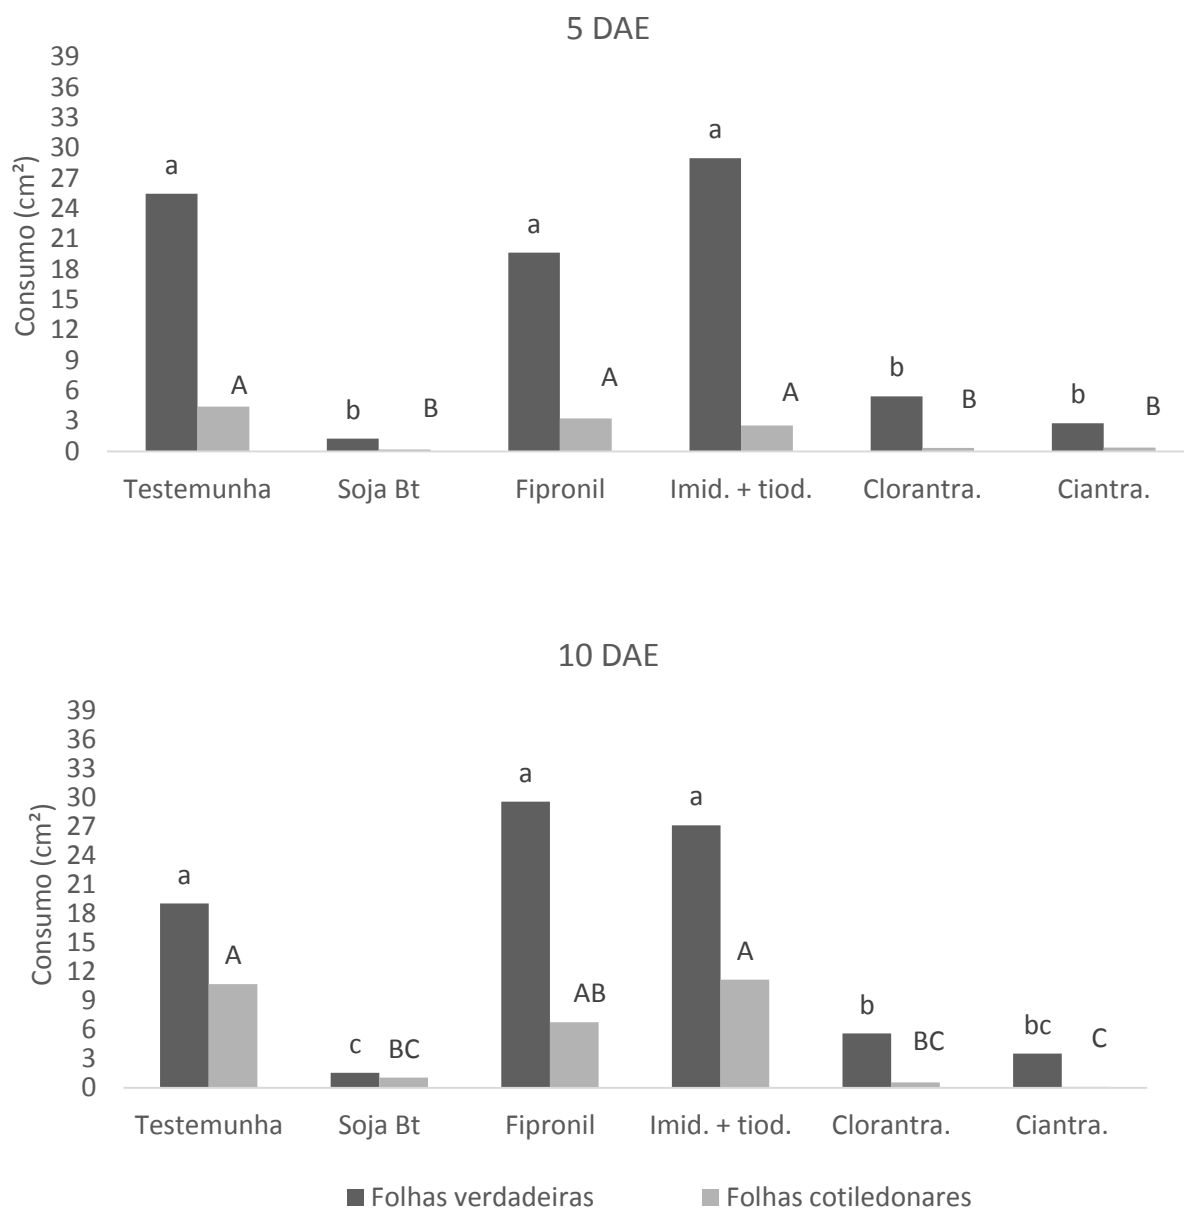 5 DAE
Consumo (cm²)
39
36
33
30
27
24
21
18
15
12
9
6
3
0
a
A
b
B
a
A
a
A
b
B
b
B
Testemunha Soja Bt Fipronil Imid. + tiod. Clorantra. Ciantra.
10 DAE
Consumo (cm²)
39
36
33
30
27
24
21
18
15
12
9
6
3
0
a
A
c
BC
a
AB
a
A
b
BC
bc
C
Testemunha Soja Bt Fipronil Imid. + tiod. Clorantra. Ciantra.
Folhas verdadeiras Folhas cotiledonares